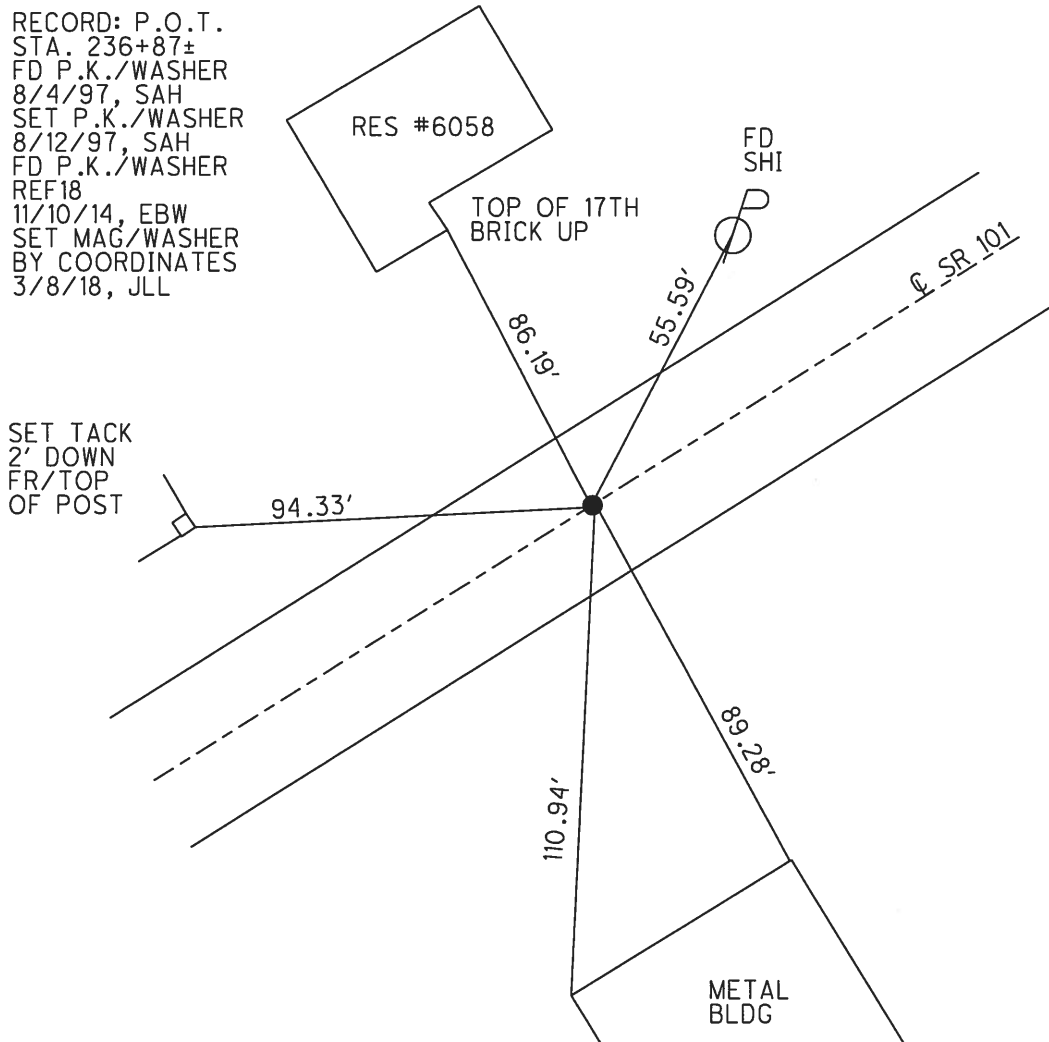 RECORD: P.O.T.
STA. 236+87±
FD P.K./WASHER
8/4/97, SAH
SET P.K./WASHER
8/12/97, SAH
FD P.K./WASHER
REF18
11/10/14, EBW
SET MAG/WASHER
BY COORDINATES
3/8/18, JLL
RES #6058
TOP OF 17TH
BRICK UP
FD
SHI
℄ SR 101
55.59'
86.19'
SET TACK
2' DOWN
FR/TOP
OF POST
94.33'
89.28'
110.94'
METAL
BLDG